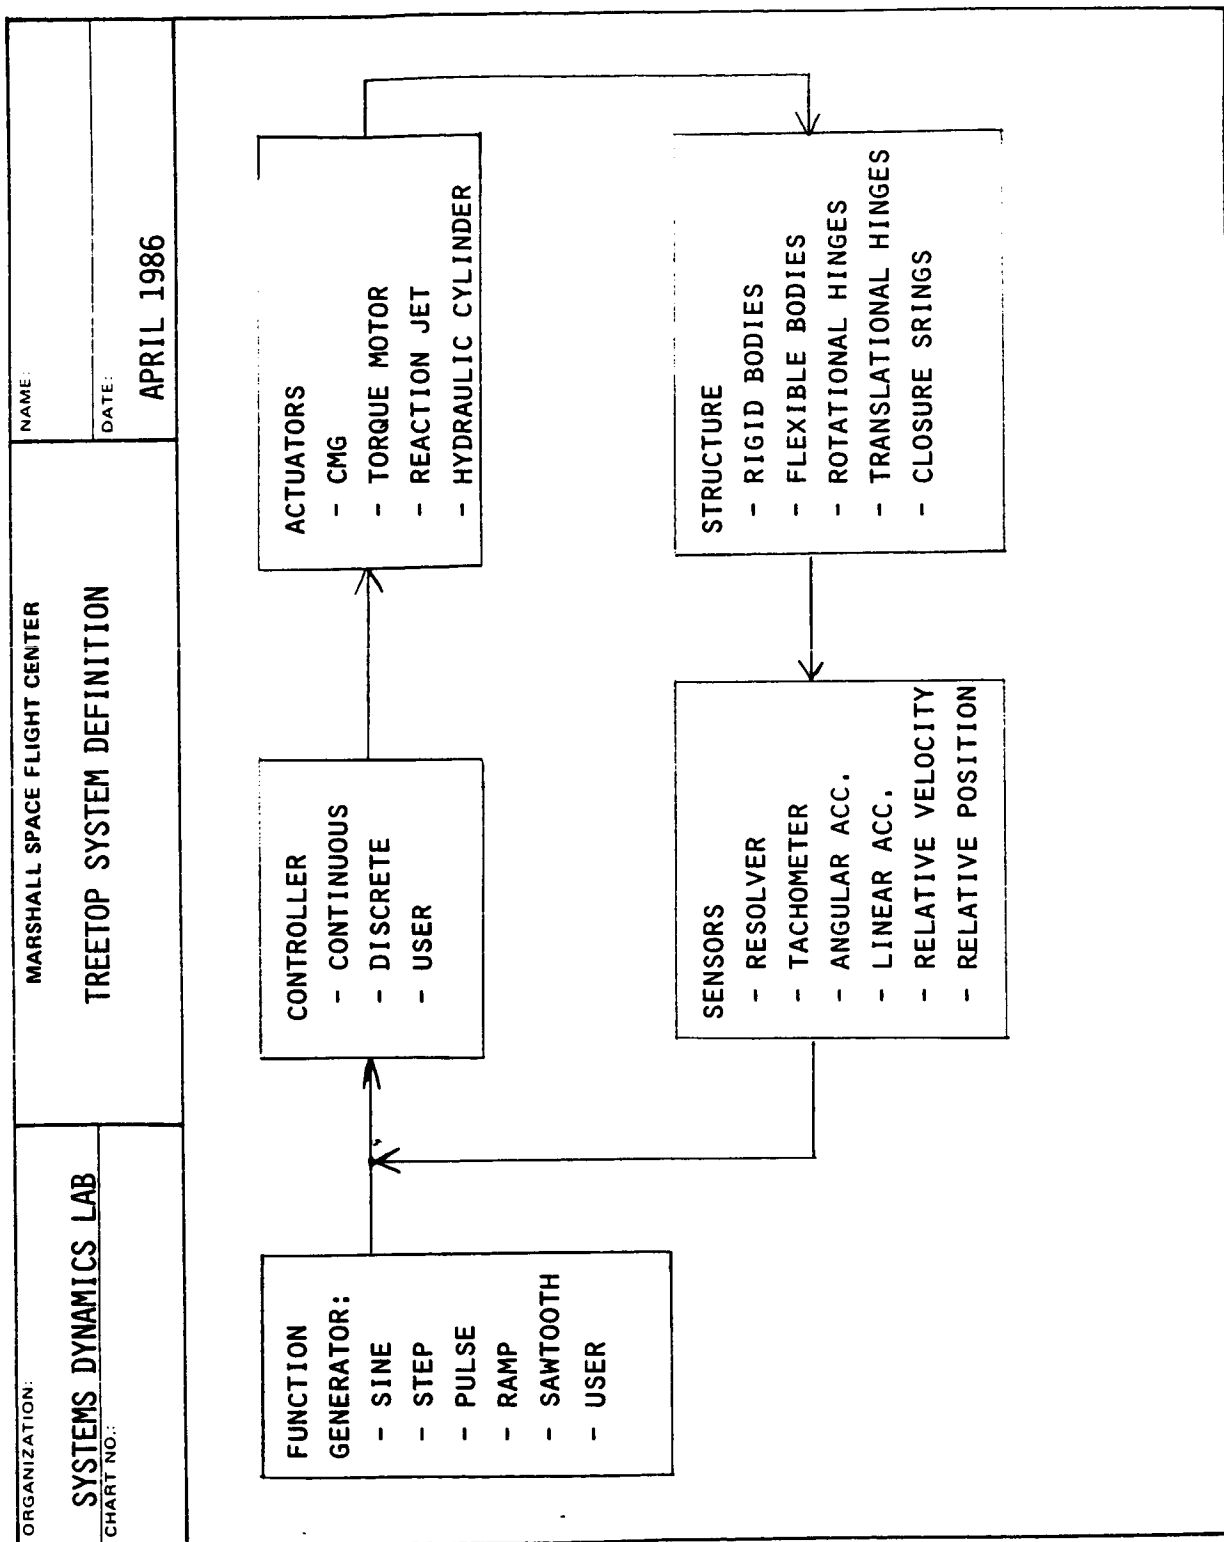 ORGANIZATION:
SYSTEMS DYNAMICS LAB
CHART NO.:
MARSHALL SPACE FLIGHT CENTER
TREETOP SYSTEM DEFINITION
NAME:
DATE:
APRIL 1986
FUNCTION
GENERATOR:
- SINE
- STEP
- PULSE
- RAMP
- SAWTOOTH
- USER
CONTROLLER
- CONTINUOUS
- DISCRETE
- USER
ACTUATORS
- CMG
- TORQUE MOTOR
- REACTION JET
- HYDRAULIC CYLINDER
SENSORS
- RESOLVER
- TACHOMETER
- ANGULAR ACC.
- LINEAR ACC.
- RELATIVE VELOCITY
- RELATIVE POSITION
STRUCTURE
- RIGID BODIES
- FLEXIBLE BODIES
- ROTATIONAL HINGES
- TRANSLATIONAL HINGES
- CLOSURE SRINGS